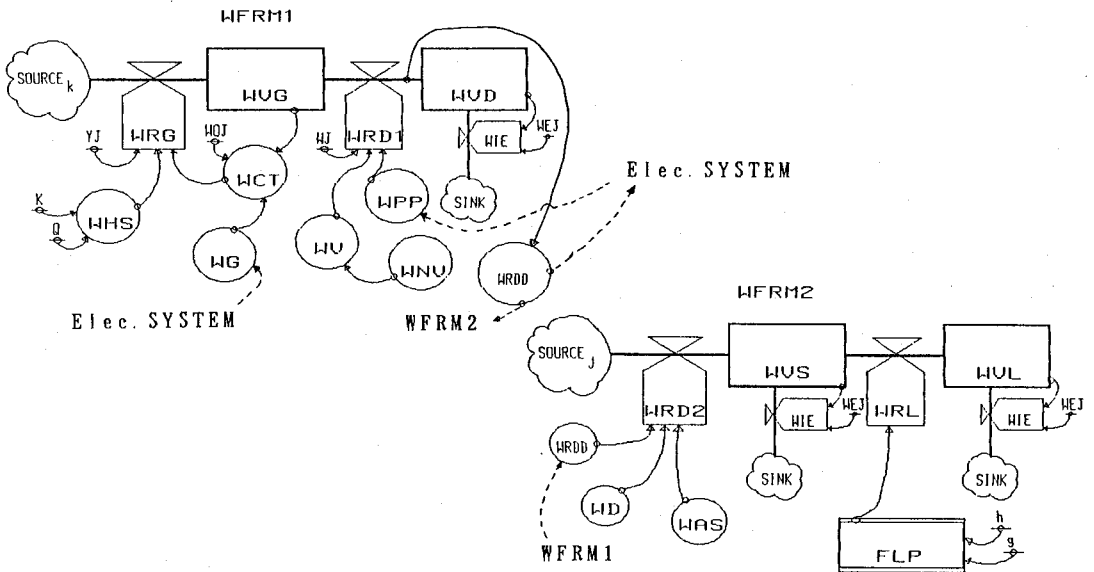 WFRM1
SOURCE k
WVG
WVD
WRG
WRD1
WIE
WEJ
YJ
WOJ
WJ
WCT
WPP
SINK
Elec. SYSTEM
K
Q
WHS
WG
WV
WNV
WRDD
Elec. SYSTEM
WFRM2
WFRM2
SOURCE j
WVS
WVL
WRD2
WIE
WEJ
WRL
WIE
WEJ
WRDD
SINK
SINK
WD
WAS
WFRM1
FLP
h
g